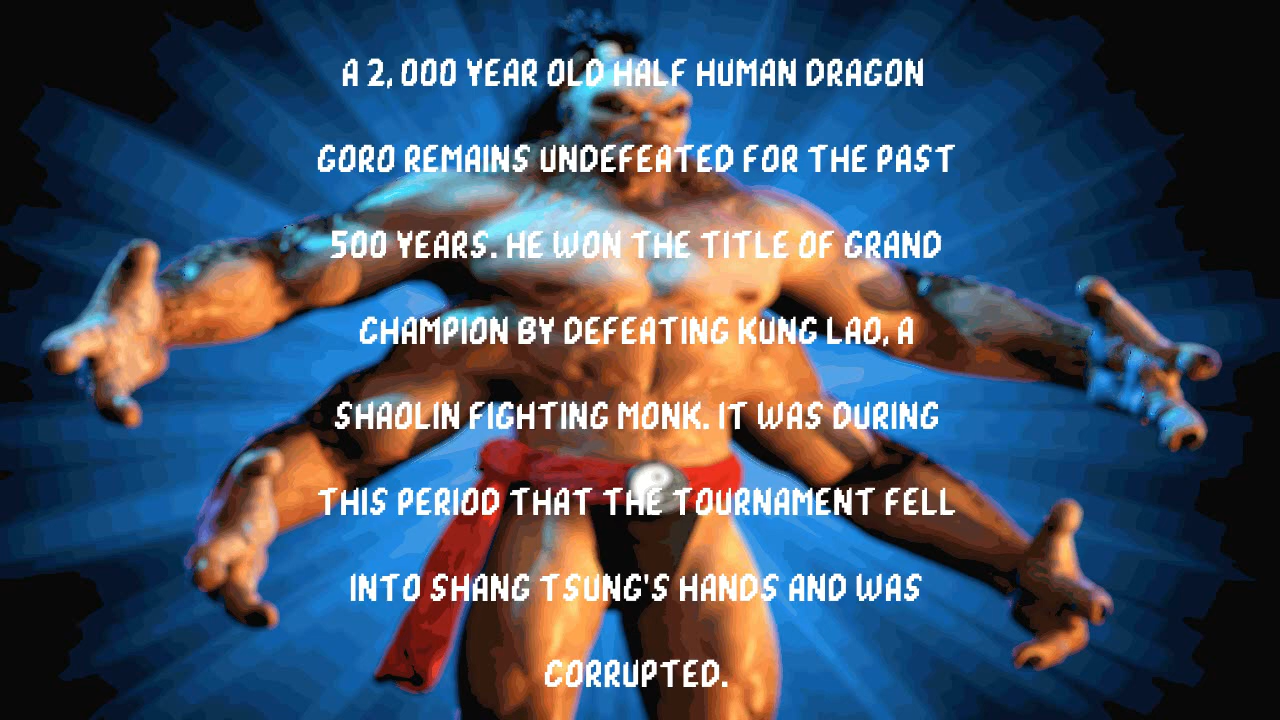 A 2,000 YEAR OLD HALF HUMAN DRAGON
GORO REMAINS UNDEFEATED FOR THE PAST
500 YEARS. HE WON THE TITLE OF GRAND
CHAMPION BY DEFEATING KUNG LAO, A
SHAOLIN FIGHTING MONK. IT WAS DURING
THIS PERIOD THAT THE TOURNAMENT FELL
INTO SHANG TSUNG'S HANDS AND WAS
CORRUPTED.